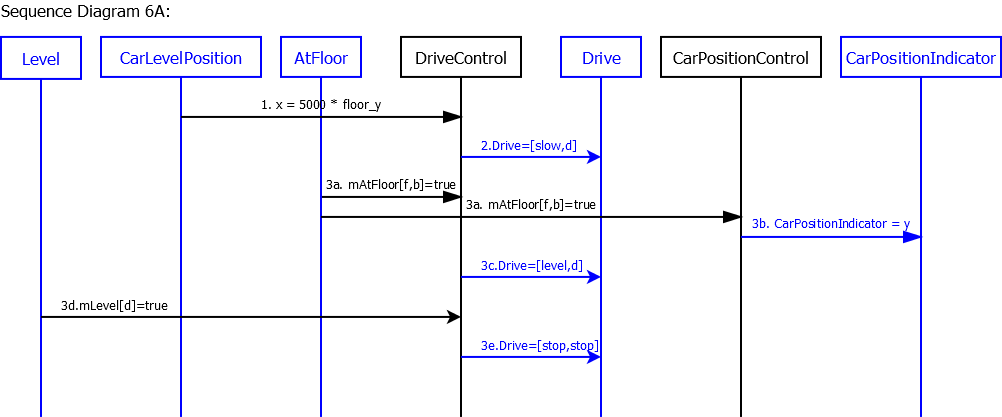 Sequence Diagram 6A:
Level
CarLevelPosition
AtFloor
DriveControl
Drive
CarPositionControl
CarPositionIndicator
1. x = 5000 * floor_y
2.Drive=[slow,d]
3a. mAtFloor[f,b]=true
3a. mAtFloor[f,b]=true
3b. CarPositionIndicator = y
3c.Drive=[level,d]
3d.mLevel[d]=true
3e.Drive=[stop,stop]